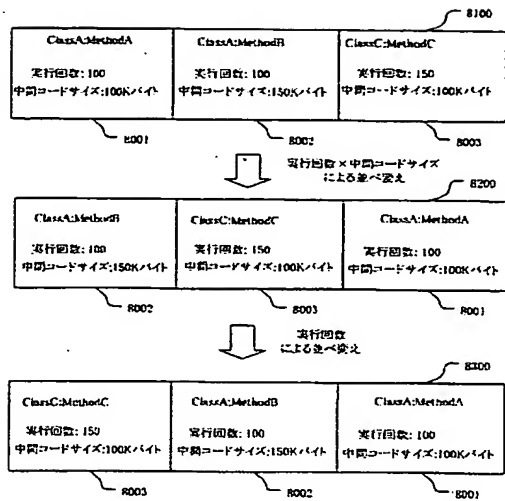 8100
ClassA:MethodA ClassA:MethodB ClassC:MethodC
実行回数: 100 実行回数: 100 実行回数: 150
中間コードサイズ:100Kバイト 中間コードサイズ:150Kバイト 中間コードサイズ:100Kバイト
8001 8002 8003
実行回数×中間コードサイズ
による並べ変え
8200
ClassA:MethodB ClassC:MethodC ClassA:MethodA
実行回数: 100 実行回数: 150 実行回数: 100
中間コードサイズ:150Kバイト 中間コードサイズ:100Kバイト 中間コードサイズ:100Kバイト
8002 8003 8001
実行回数
による並べ変え
8300
ClassC:MethodC ClassA:MethodB ClassA:MethodA
実行回数: 150 実行回数: 100 実行回数: 100
中間コードサイズ:100Kバイト 中間コードサイズ:150Kバイト 中間コードサイズ:100Kバイト
8003 8002 8001